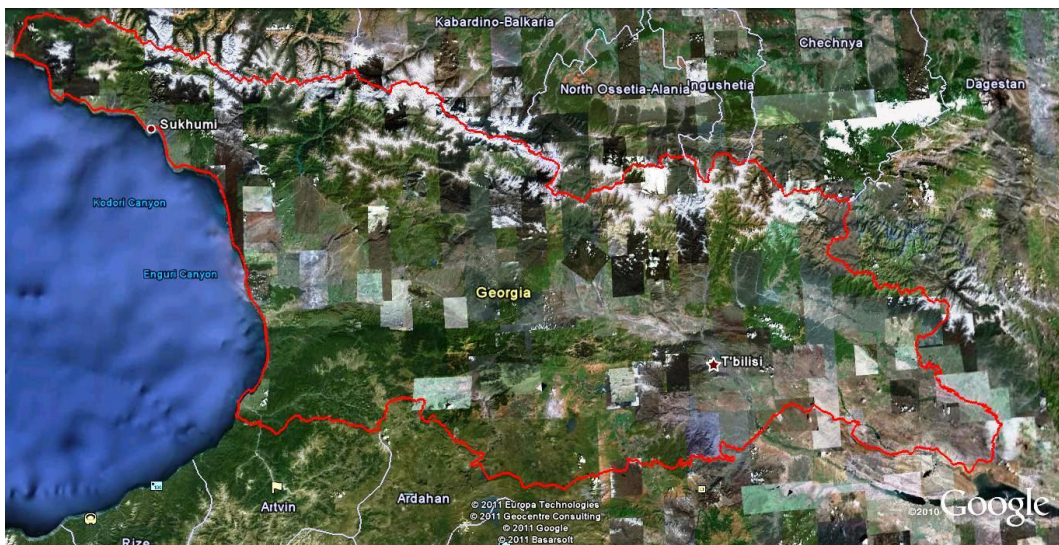 Kabardino-Balkaria
Chechnya
North Ossetia-Alania
Ingushetia
Dagestan
Sukhumi
Kodori Canyon
Enguri Canyon
Georgia
T'bilisi
Artvin
Ardahan
Rize
© 2011 Europa Technologies
© 2011 Geocentre Consulting
© 2011 Google
© 2011 Basarsoft
©2010 Google